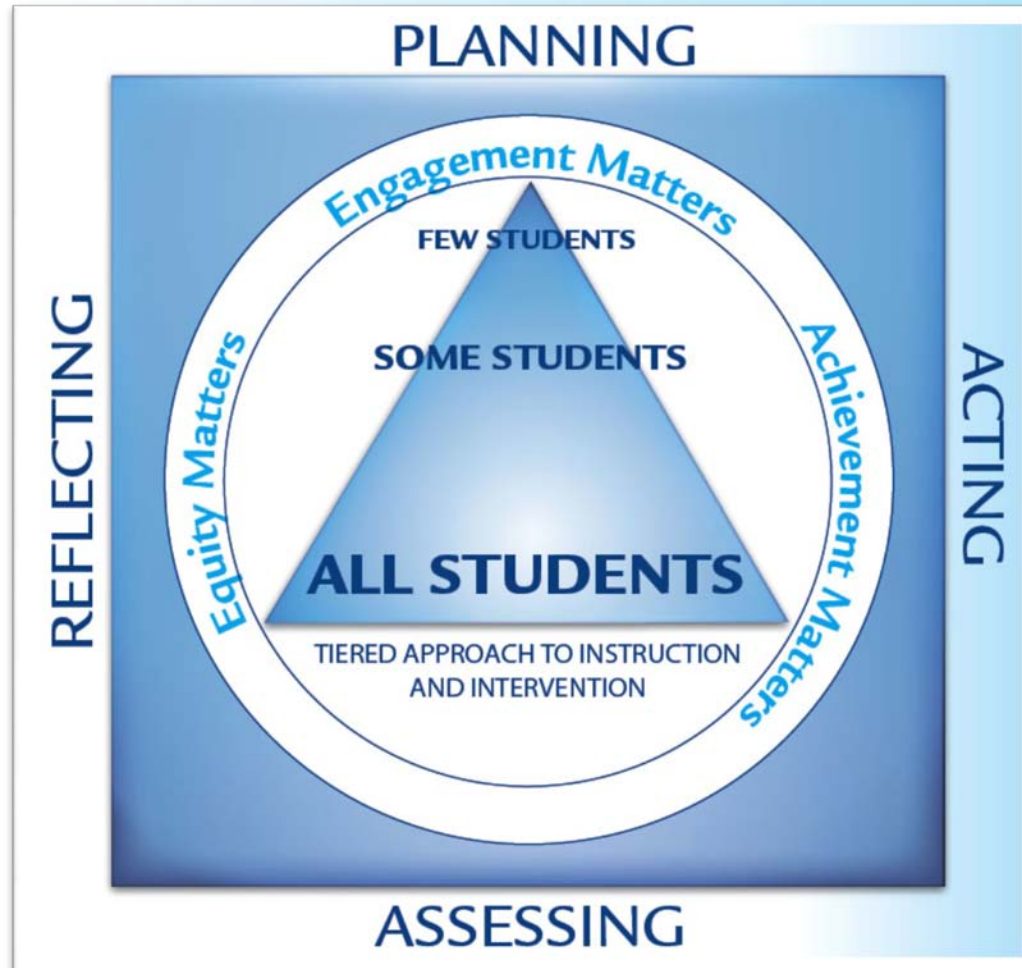 PLANNING
Engagement Matters
FEW STUDENTS
SOME STUDENTS
REFLECTING
Equity Matters
Achievement Matters
ACTING
ALL STUDENTS
TIERED APPROACH TO INSTRUCTION
AND INTERVENTION
ASSESSING